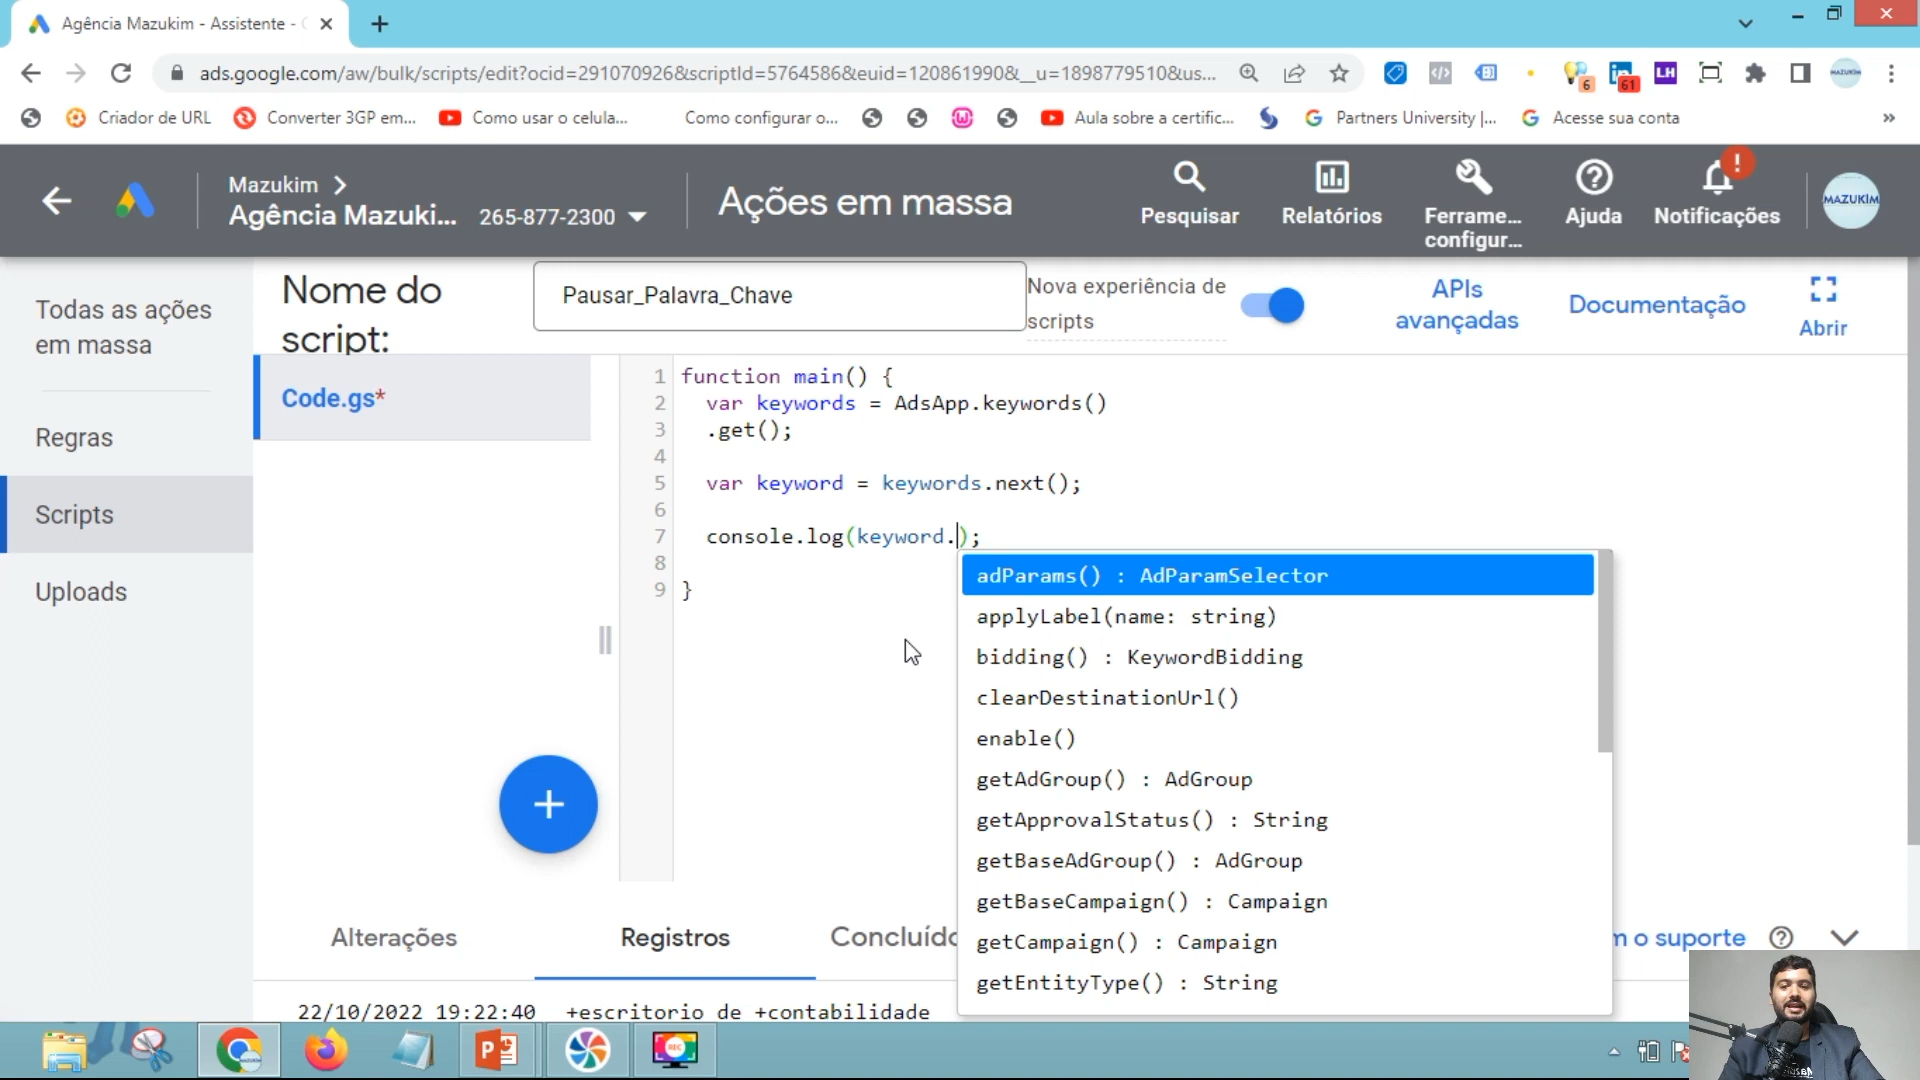 Agência Mazukim - Assistente -
ads.google.com/aw/bulk/scripts/edit?ocid=291070926&scriptId=5764586&euid=120861990&__u=1898779510&us...
6
61
LH
Criador de URL
Converter 3GP em...
Como usar o celula...
Como configurar o...
Aula sobre a certific...
Partners University |...
Acesse sua conta
»
Mazukim
Agência Mazuki...
265-877-2300
Ações em massa
Pesquisar
Relatórios
Ferrame...
configur...
Ajuda
Notificações
MAZUKIM
Todas as ações
em massa
Regras
Scripts
Uploads
Nome do
script:
Pausar_Palavra_Chave
Nova experiência de
scripts
APIs
avançadas
Documentação
Abrir
Code.gs*
1 function main() {
2 var keywords = AdsApp.keywords()
3 .get();
4
5 var keyword = keywords.next();
6
7 console.log(keyword.);
8
9 }
adParams() : AdParamSelector
applyLabel(name: string)
bidding() : KeywordBidding
clearDestinationUrl()
enable()
getAdGroup() : AdGroup
getApprovalStatus() : String
getBaseAdGroup() : AdGroup
getBaseCampaign() : Campaign
getCampaign() : Campaign
getEntityType() : String
Alterações
Registros
Concluído
o suporte
22/10/2022 19:22:40 +escritorio de +contabilidade
REC